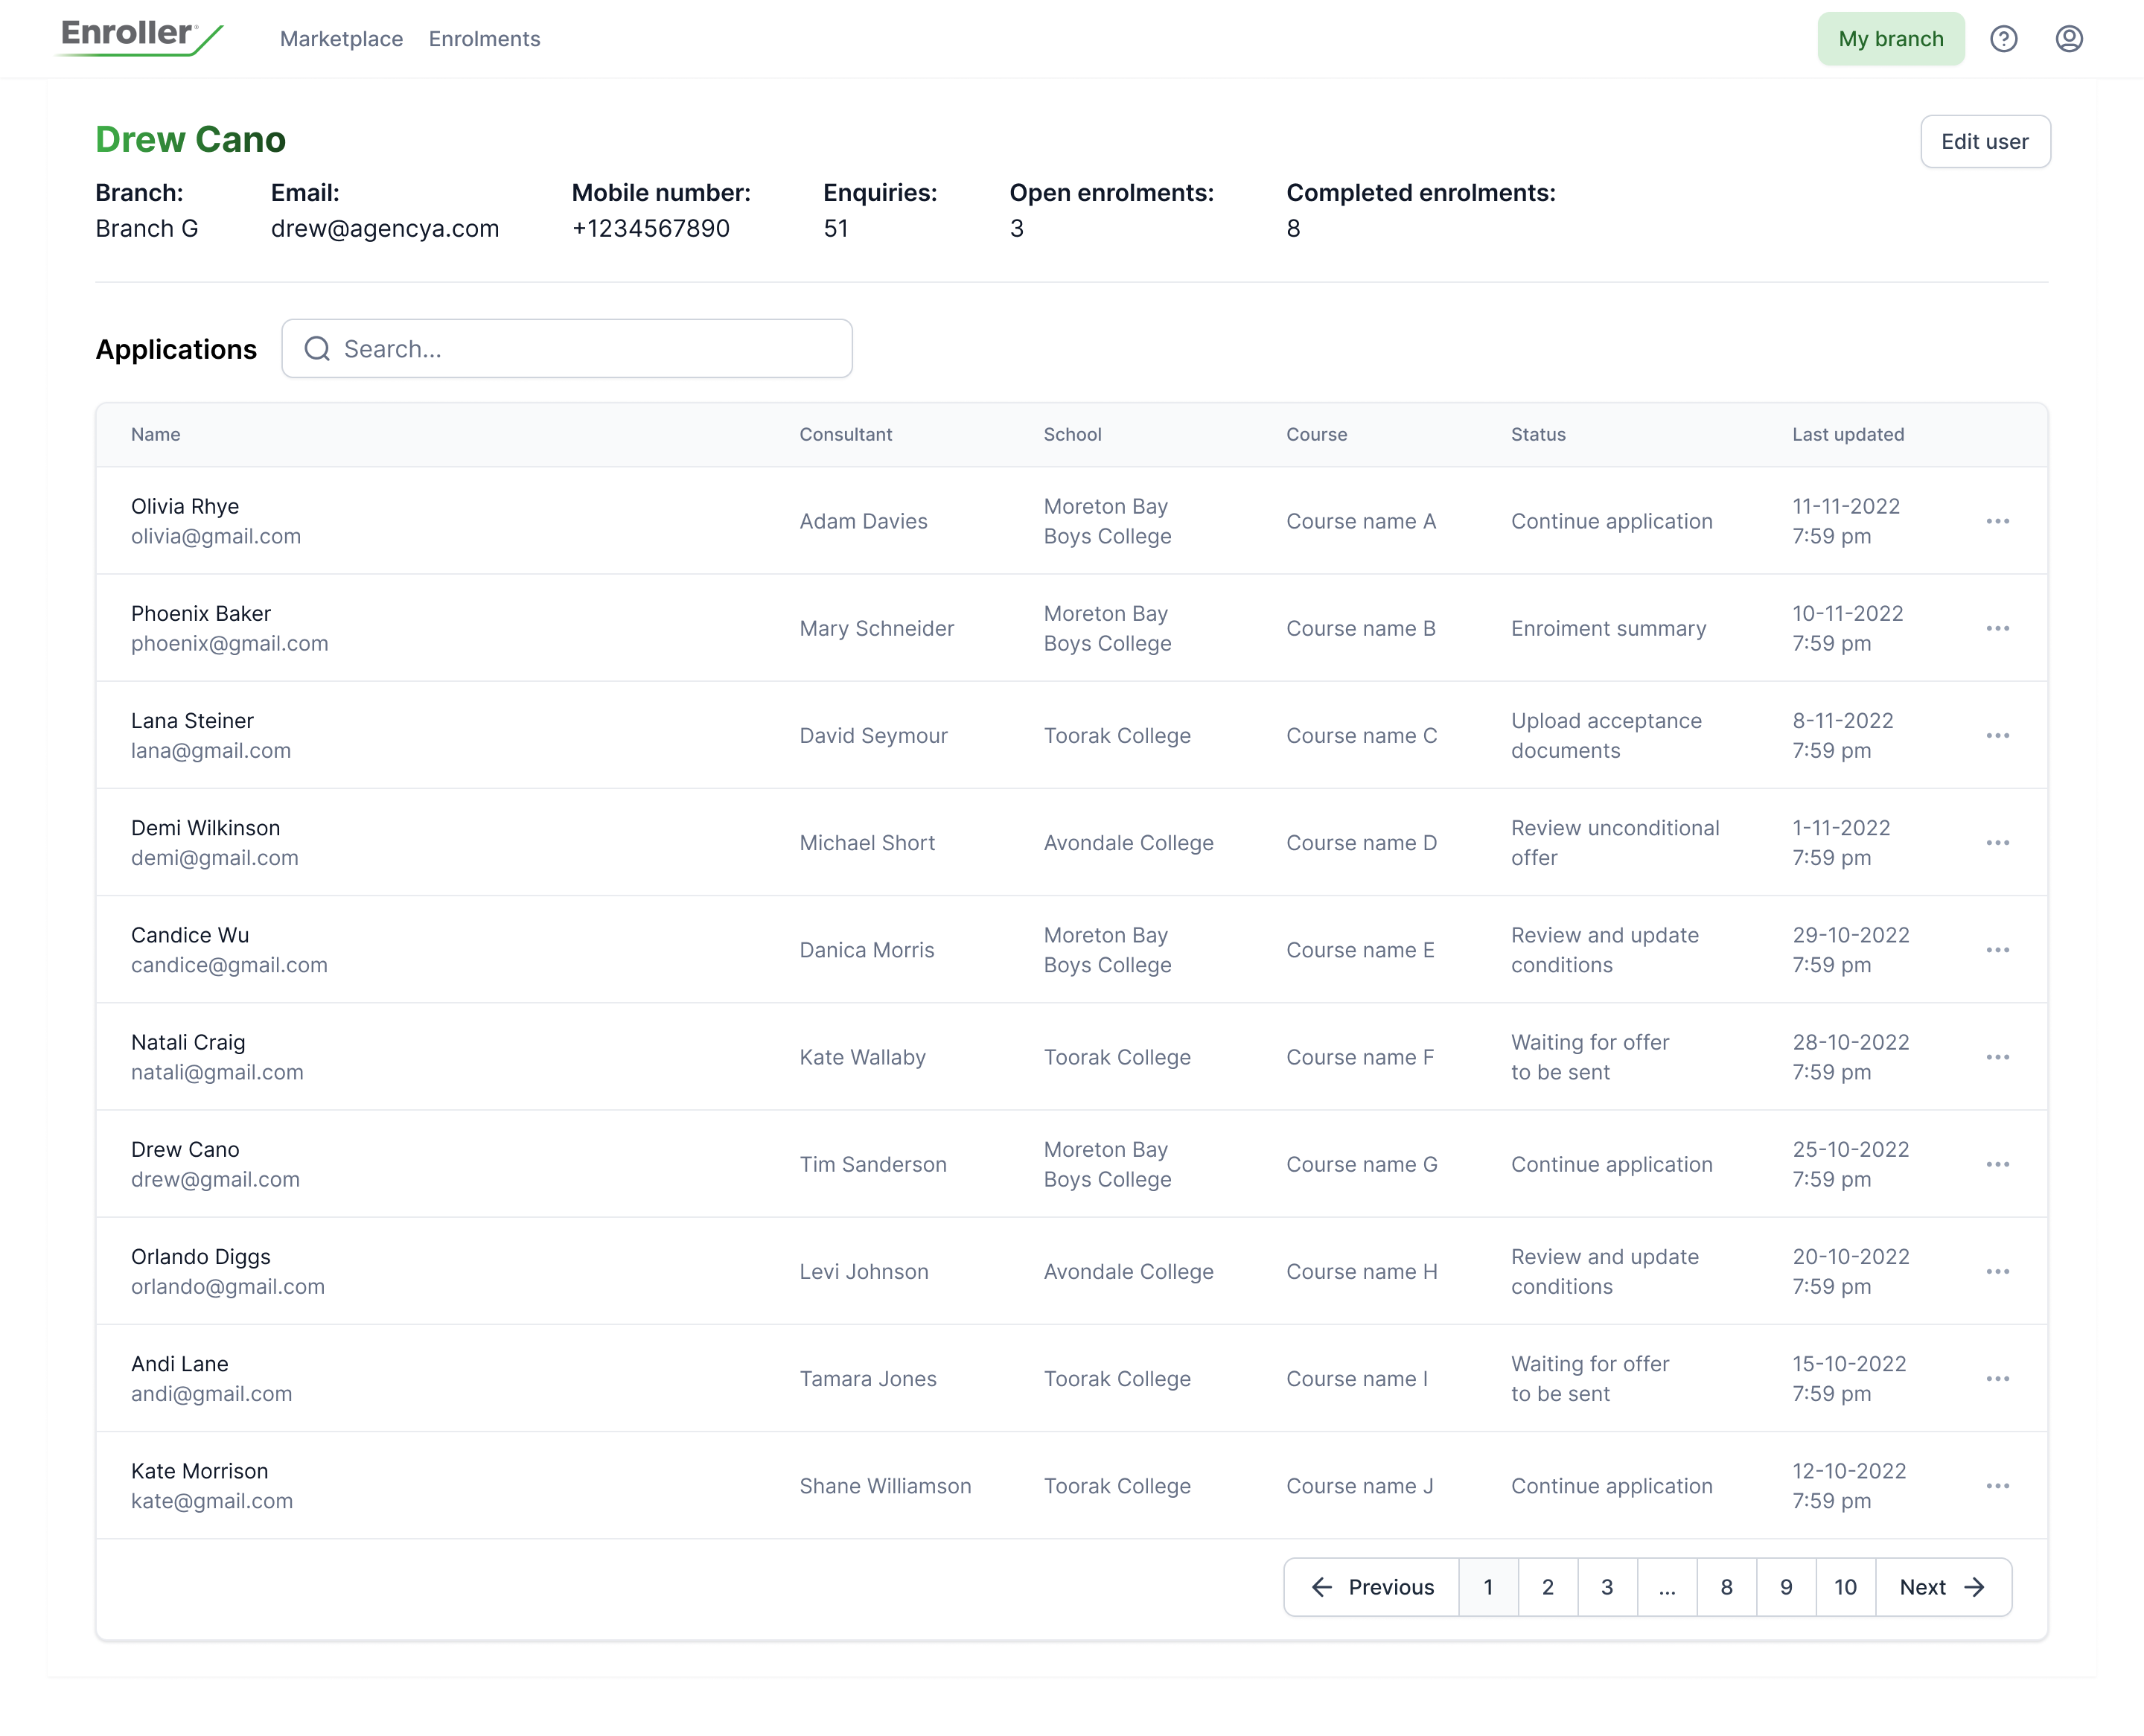 Enroller®
Marketplace Enrolments My branch
Drew Cano Edit user
Branch: Email: Mobile number: Enquiries: Open enrolments: Completed enrolments:
Branch G drew@agencya.com +1234567890 51 3 8
Applications Search...
Name Consultant School Course Status Last updated
Olivia Rhye
olivia@gmail.com
Adam Davies
Moreton Bay
Boys College
Course name A
Continue application
11-11-2022
7:59 pm
Phoenix Baker
phoenix@gmail.com
Mary Schneider
Moreton Bay
Boys College
Course name B
Enroiment summary
10-11-2022
7:59 pm
Lana Steiner
lana@gmail.com
David Seymour
Toorak College
Course name C
Upload acceptance
documents
8-11-2022
7:59 pm
Demi Wilkinson
demi@gmail.com
Michael Short
Avondale College
Course name D
Review unconditional
offer
1-11-2022
7:59 pm
Candice Wu
candice@gmail.com
Danica Morris
Moreton Bay
Boys College
Course name E
Review and update
conditions
29-10-2022
7:59 pm
Natali Craig
natali@gmail.com
Kate Wallaby
Toorak College
Course name F
Waiting for offer
to be sent
28-10-2022
7:59 pm
Drew Cano
drew@gmail.com
Tim Sanderson
Moreton Bay
Boys College
Course name G
Continue application
25-10-2022
7:59 pm
Orlando Diggs
orlando@gmail.com
Levi Johnson
Avondale College
Course name H
Review and update
conditions
20-10-2022
7:59 pm
Andi Lane
andi@gmail.com
Tamara Jones
Toorak College
Course name I
Waiting for offer
to be sent
15-10-2022
7:59 pm
Kate Morrison
kate@gmail.com
Shane Williamson
Toorak College
Course name J
Continue application
12-10-2022
7:59 pm
Previous 1 2 3 ... 8 9 10 Next